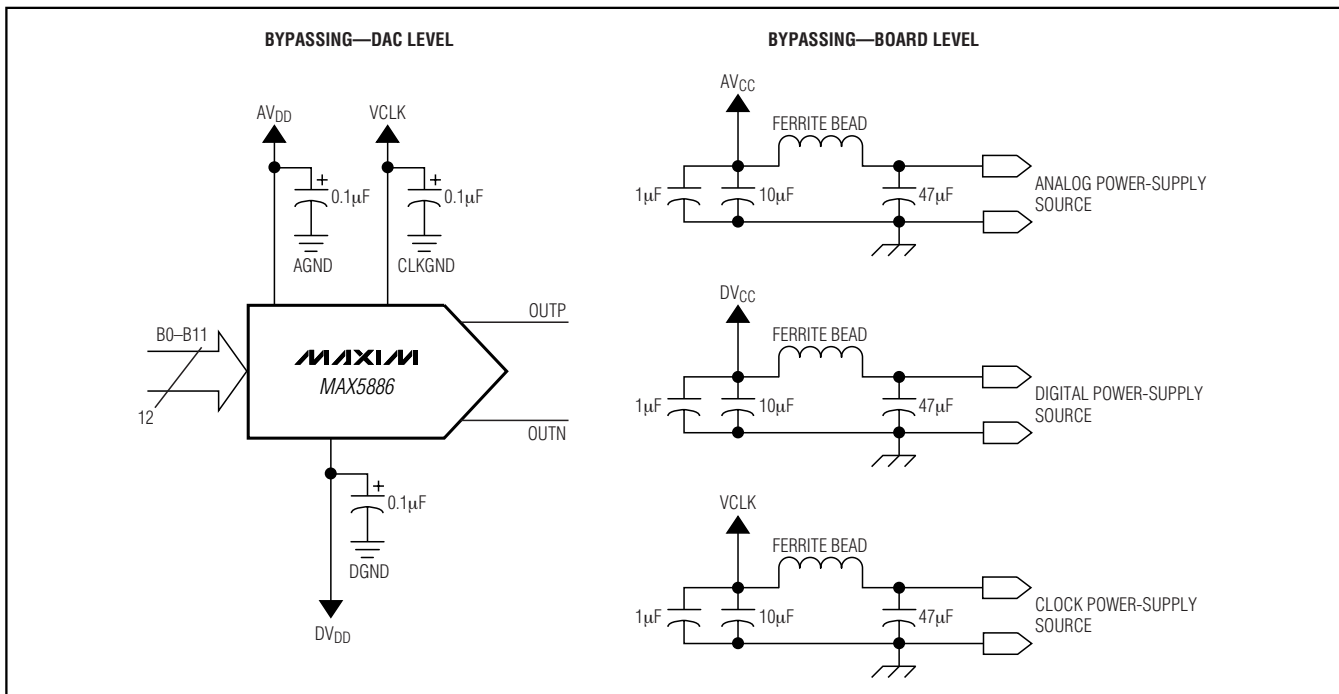 BYPASSING—DAC LEVEL
AVDD
VCLK
+
0.1µF
+
0.1µF
AGND
CLKGND
OUTP
B0–B11
MAXIM
MAX5886
12
OUTN
+
0.1µF
DGND
DVDD
BYPASSING—BOARD LEVEL
AVCC
FERRITE BEAD
1µF
10µF
47µF
ANALOG POWER-SUPPLY
SOURCE
DVCC
FERRITE BEAD
1µF
10µF
47µF
DIGITAL POWER-SUPPLY
SOURCE
VCLK
FERRITE BEAD
1µF
10µF
47µF
CLOCK POWER-SUPPLY
SOURCE